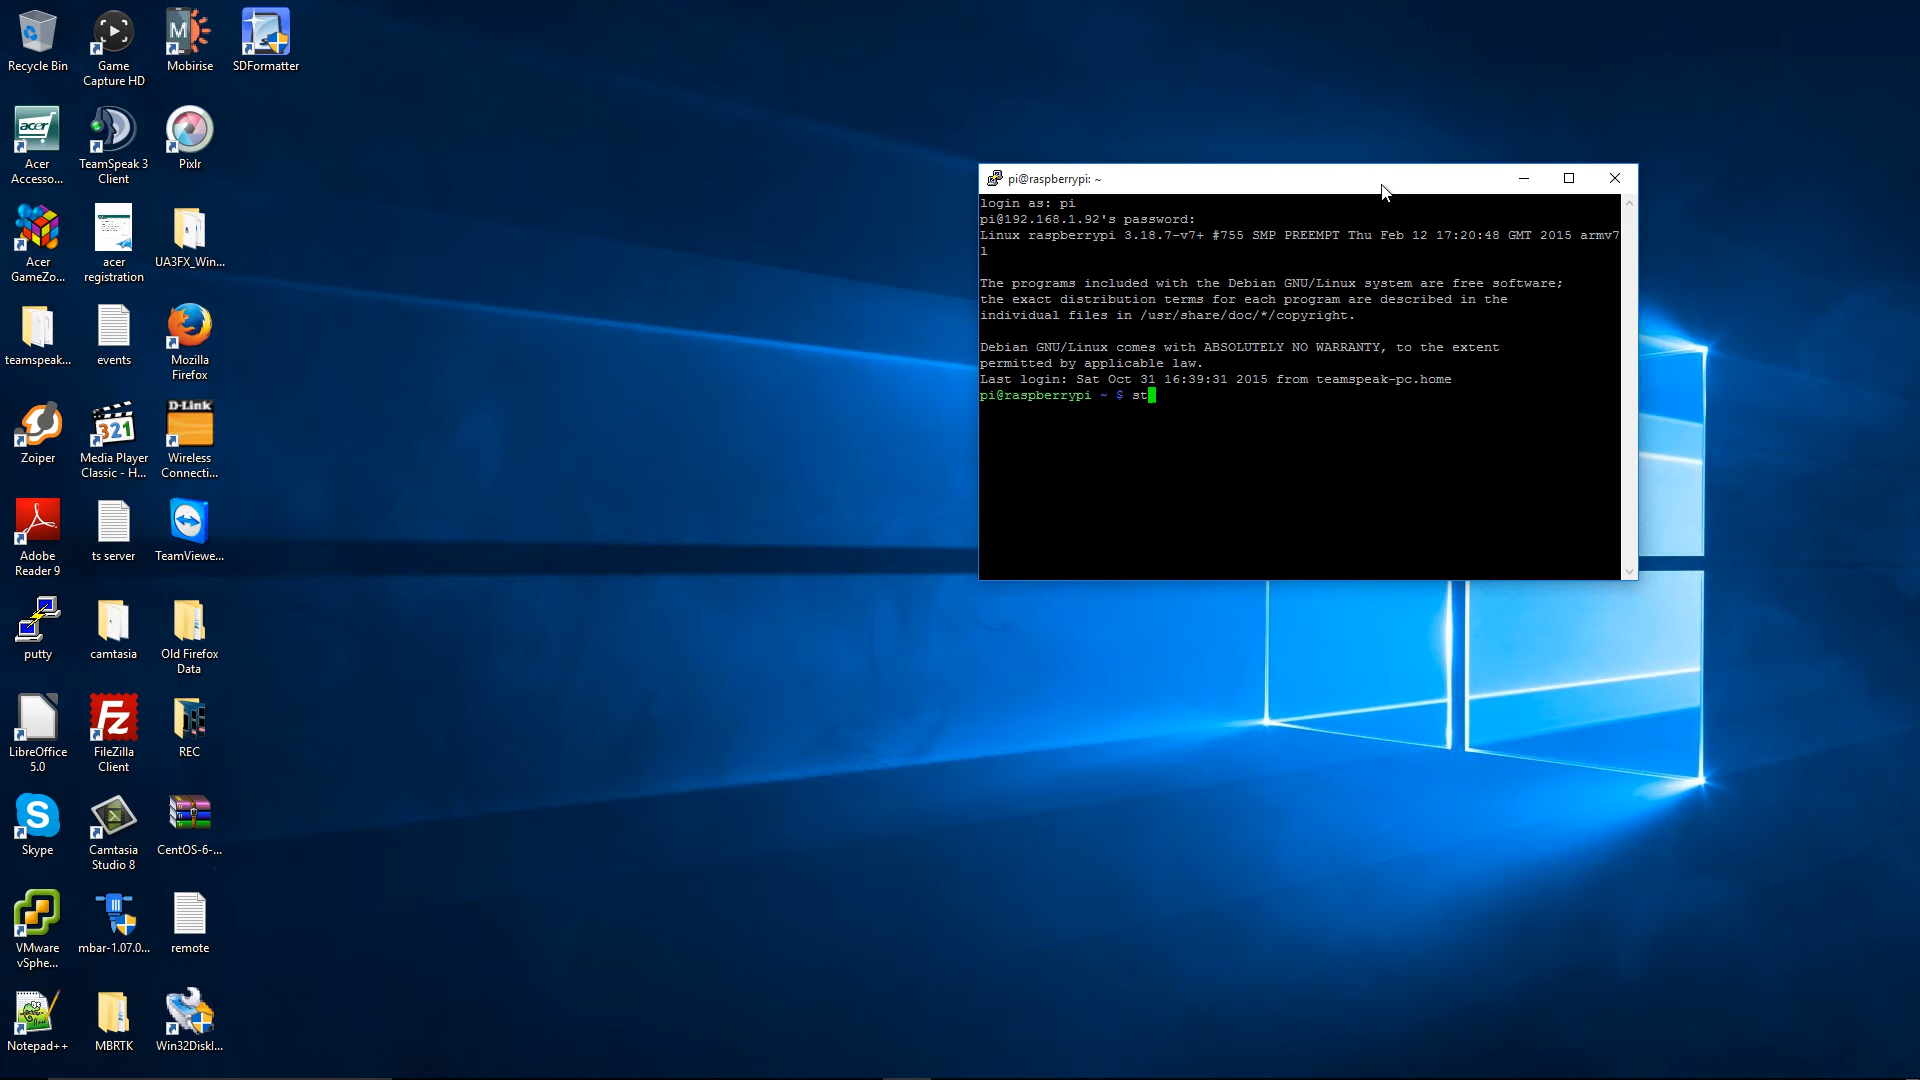 Recycle Bin
Game
Capture HD
Mobirise
SDFormatter
acer
Acer
Accesso...
TeamSpeak 3
Client
Pixlr
Acer
GameZo...
acer
registration
UA3FX_Win...
teamspeak...
events
Mozilla
Firefox
Zoiper
321
Media Player
Classic - H...
D-Link
Wireless
Connecti...
Adobe
Reader 9
ts server
TeamViewe...
putty
camtasia
Old Firefox
Data
LibreOffice
5.0
FileZilla
Client
REC
Skype
Camtasia
Studio 8
CentOS-6-...
VMware
vSphe...
mbar-1.07.0...
remote
Notepad++
MBRTK
Win32DiskI...
pi@raspberrypi: ~
login as: pi
pi@192.168.1.92's password:
Linux raspberrypi 3.18.7-v7+ #755 SMP PREEMPT Thu Feb 12 17:20:48 GMT 2015 armv7
l
The programs included with the Debian GNU/Linux system are free software;
the exact distribution terms for each program are described in the
individual files in /usr/share/doc/*/copyright.
Debian GNU/Linux comes with ABSOLUTELY NO WARRANTY, to the extent
permitted by applicable law.
Last login: Sat Oct 31 16:39:31 2015 from teamspeak-pc.home
pi@raspberrypi ~ $ st